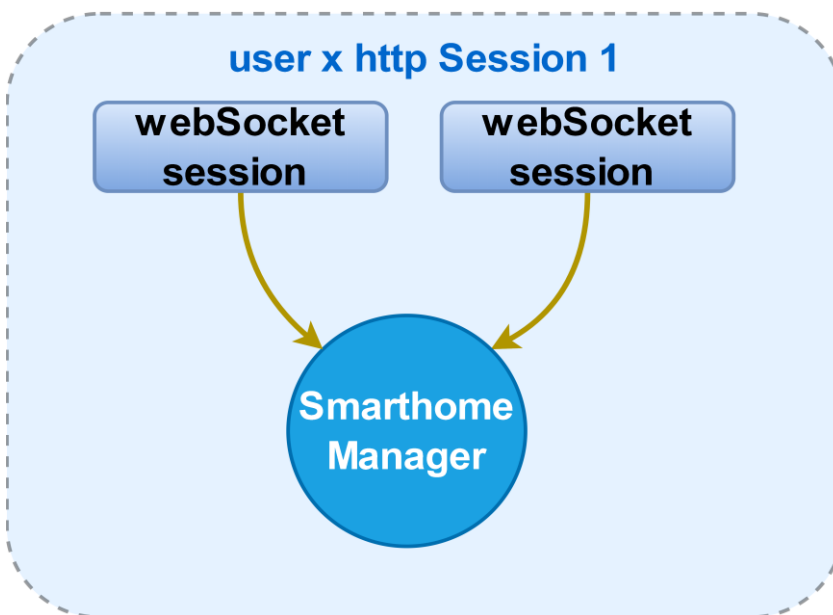 user x http Session 1
webSocket
session
webSocket
session
Smarthome
Manager